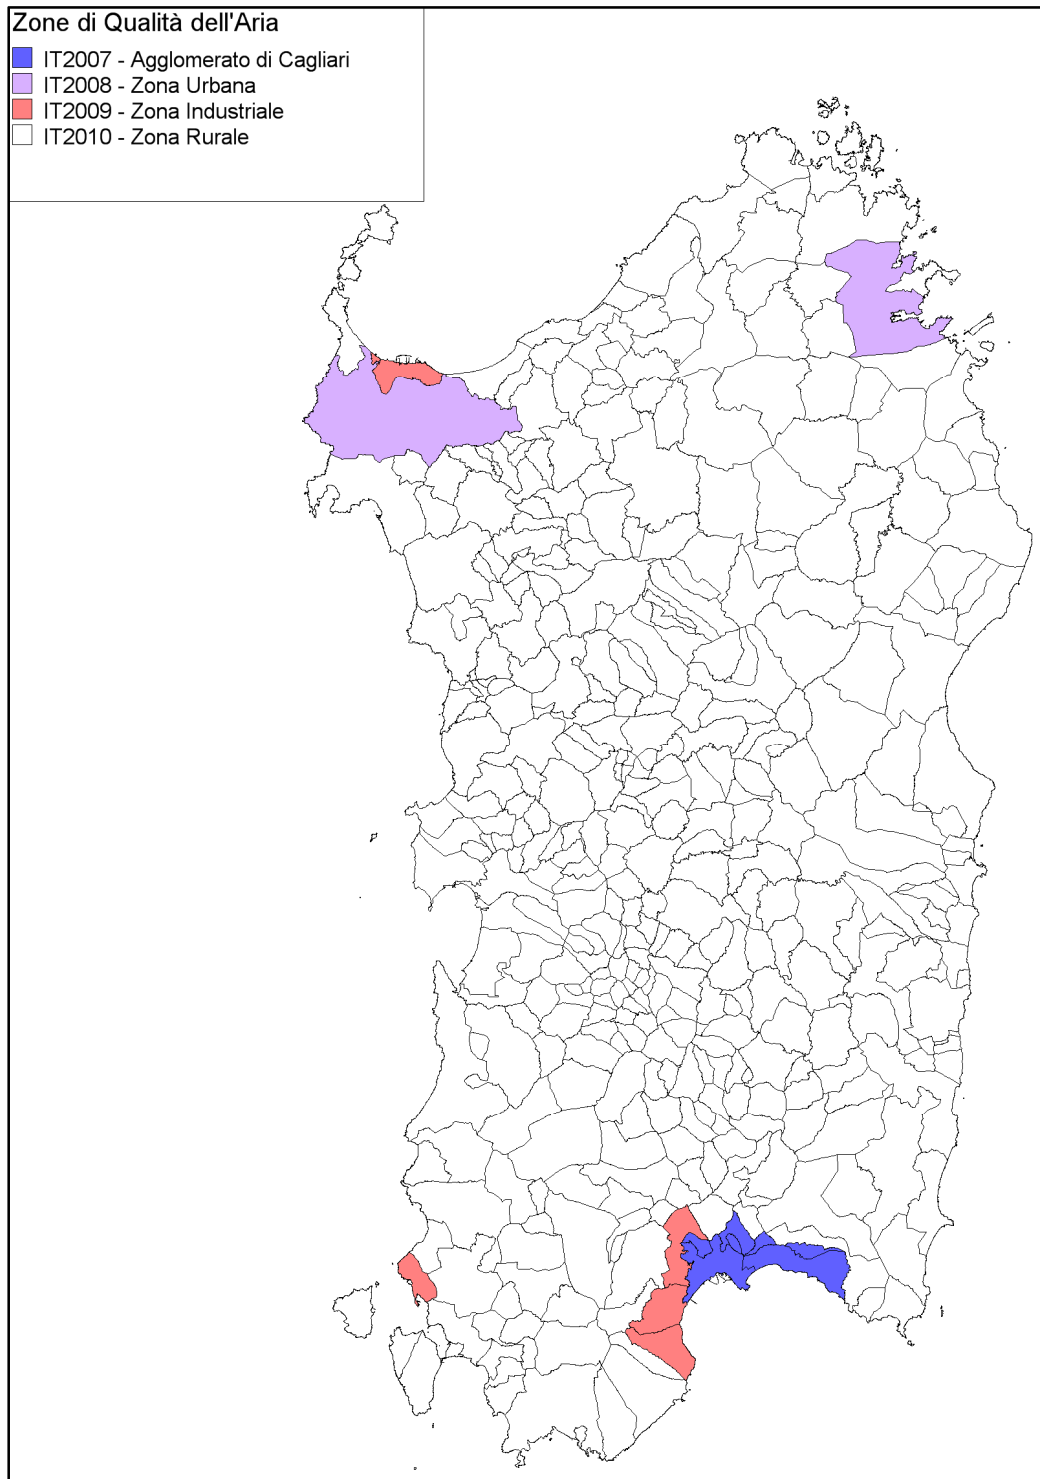 Zone di Qualità dell'Aria
IT2007 - Agglomerato di Cagliari
IT2008 - Zona Urbana
IT2009 - Zona Industriale
IT2010 - Zona Rurale